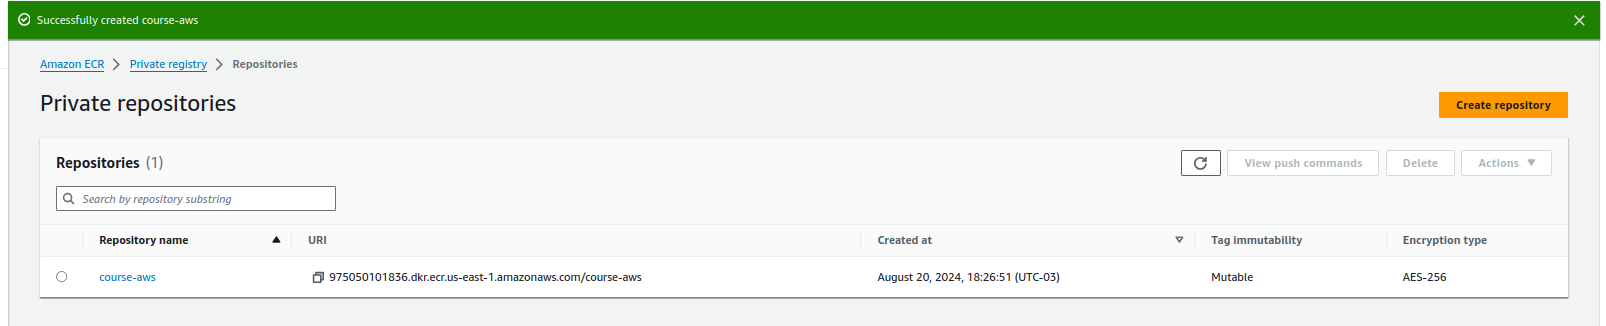 Successfully created course-aws
Amazon ECR Private registry Repositories
Private repositories
Create repository
Repositories (1)
View push commands Delete Actions
Search by repository substring
Repository name URI Created at Tag immutability Encryption type
course-aws 975050101836.dkr.ecr.us-east-1.amazonaws.com/course-aws August 20, 2024, 18:26:51 (UTC-03) Mutable AES-256